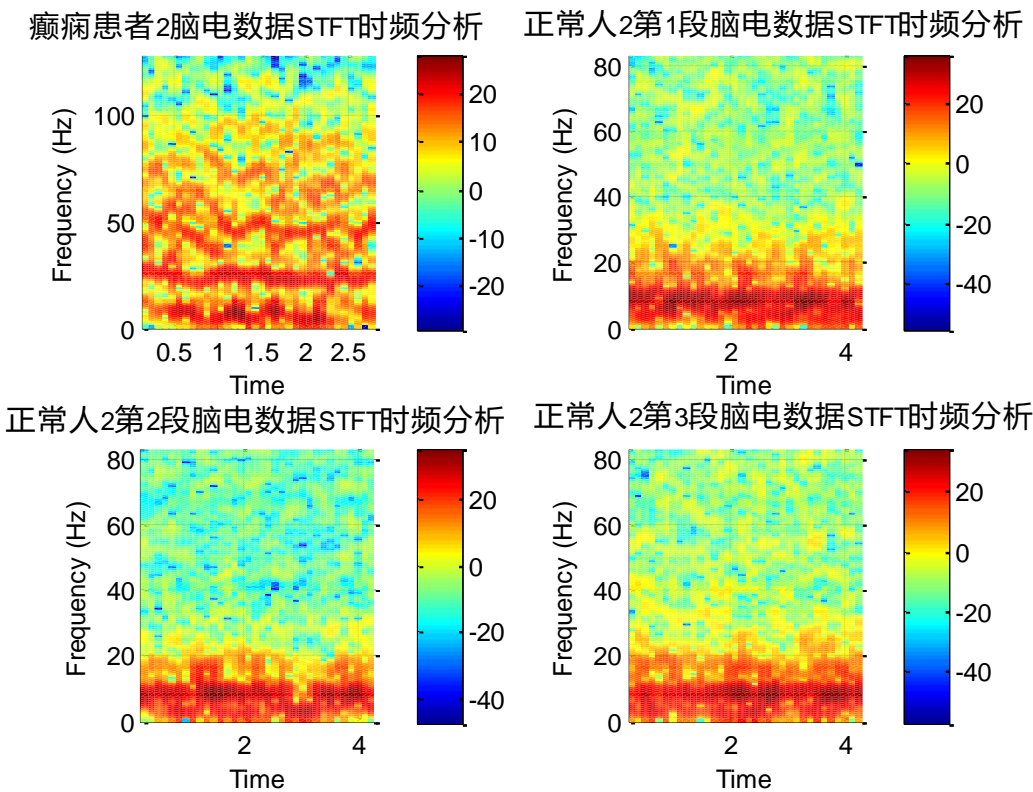 癫痫患者2脑电数据STFT时频分析
Frequency (Hz)
100
50
0
0.5 1 1.5 2 2.5
Time
20
10
0
-10
-20
正常人2第1段脑电数据STFT时频分析
Frequency (Hz)
80
60
40
20
0
2 4
Time
20
0
-20
-40
正常人2第2段脑电数据STFT时频分析
Frequency (Hz)
80
60
40
20
0
2 4
Time
20
0
-20
-40
正常人2第3段脑电数据STFT时频分析
Frequency (Hz)
80
60
40
20
0
2 4
Time
20
0
-20
-40